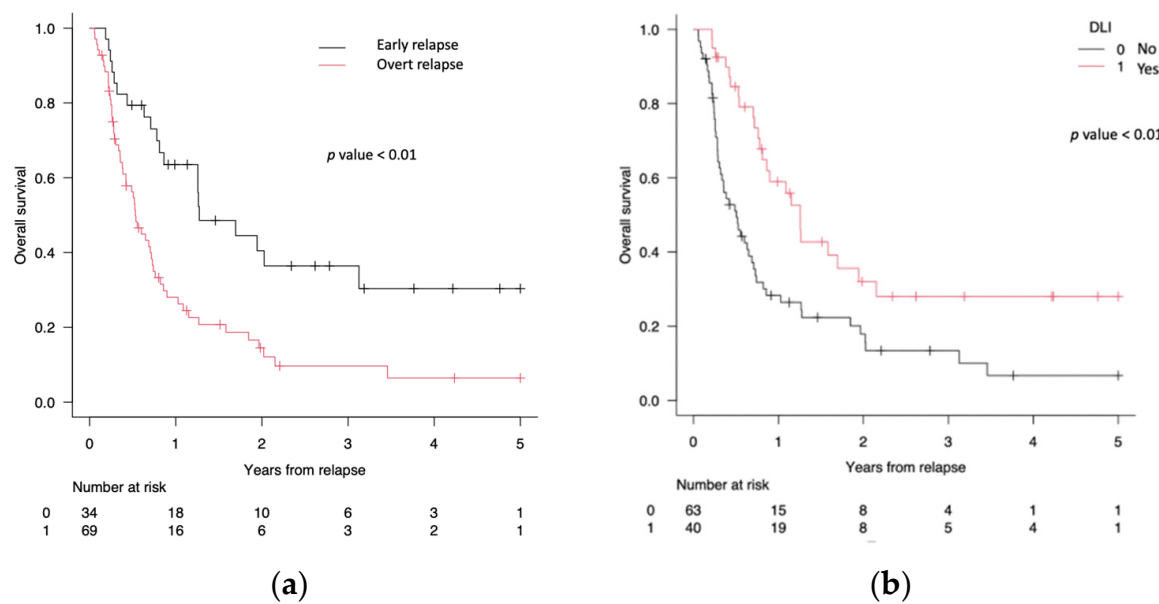 1.0
0.8
0.6
0.4
0.2
0.0
Overall survival
Early relapse
Overt relapse
p value < 0.01
0 1 2 3 4 5
Years from relapse
Number at risk
0 34 18 10 6 3 1
1 69 16 6 3 2 1
(a)
1.0
0.8
0.6
0.4
0.2
0.0
Overall survival
DLI
0 No
1 Yes
p value < 0.01
0 1 2 3 4 5
Years from relapse
Number at risk
0 63 15 8 4 1 1
1 40 19 8 5 4 1
(b)